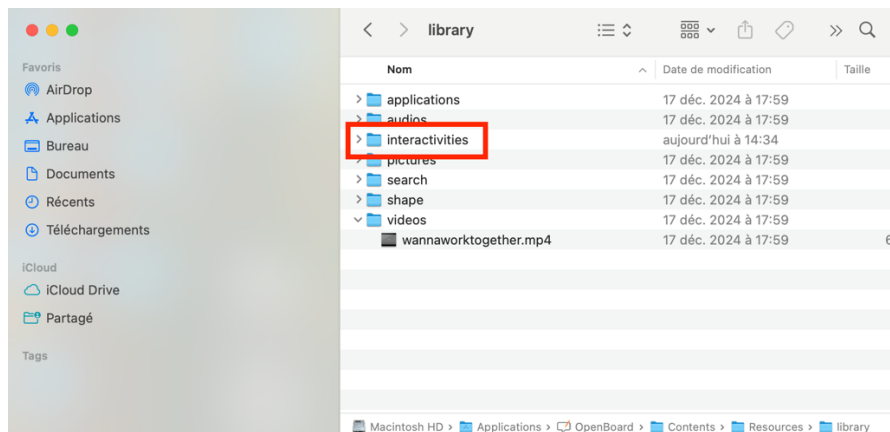 library
Favoris
AirDrop
Applications
Bureau
Documents
Récents
Téléchargements
iCloud
iCloud Drive
Partagé
Tags
Nom Date de modification Taille
applications 17 déc. 2024 à 17:59
audios 17 déc. 2024 à 17:59
interactivities aujourd'hui à 14:34
pictures 17 déc. 2024 à 17:59
search 17 déc. 2024 à 17:59
shape 17 déc. 2024 à 17:59
videos 17 déc. 2024 à 17:59
wannaworktogether.mp4 17 déc. 2024 à 17:59 6
Macintosh HD › Applications › OpenBoard › Contents › Resources › library